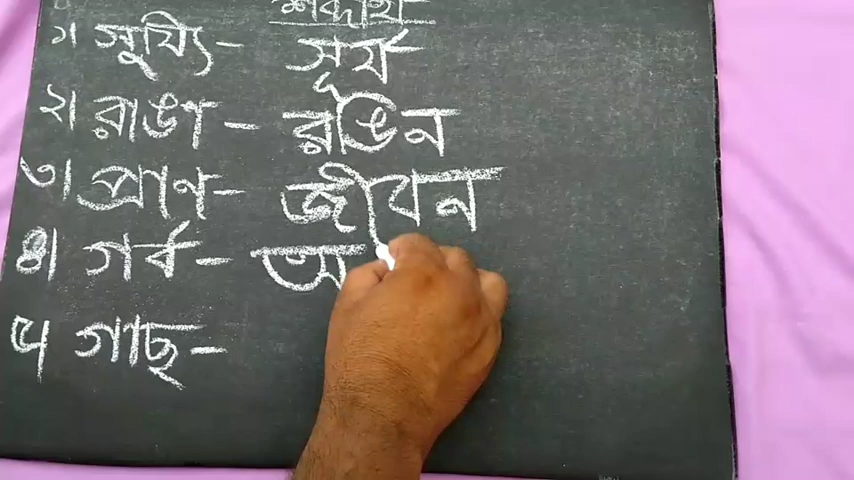 শব্দার্থ
১। সুয্যি - সূর্য
২। রাঙা - রঙিন
৩। প্রাণ - জীবন
৪। গর্ব - অ
৫ গাছ -